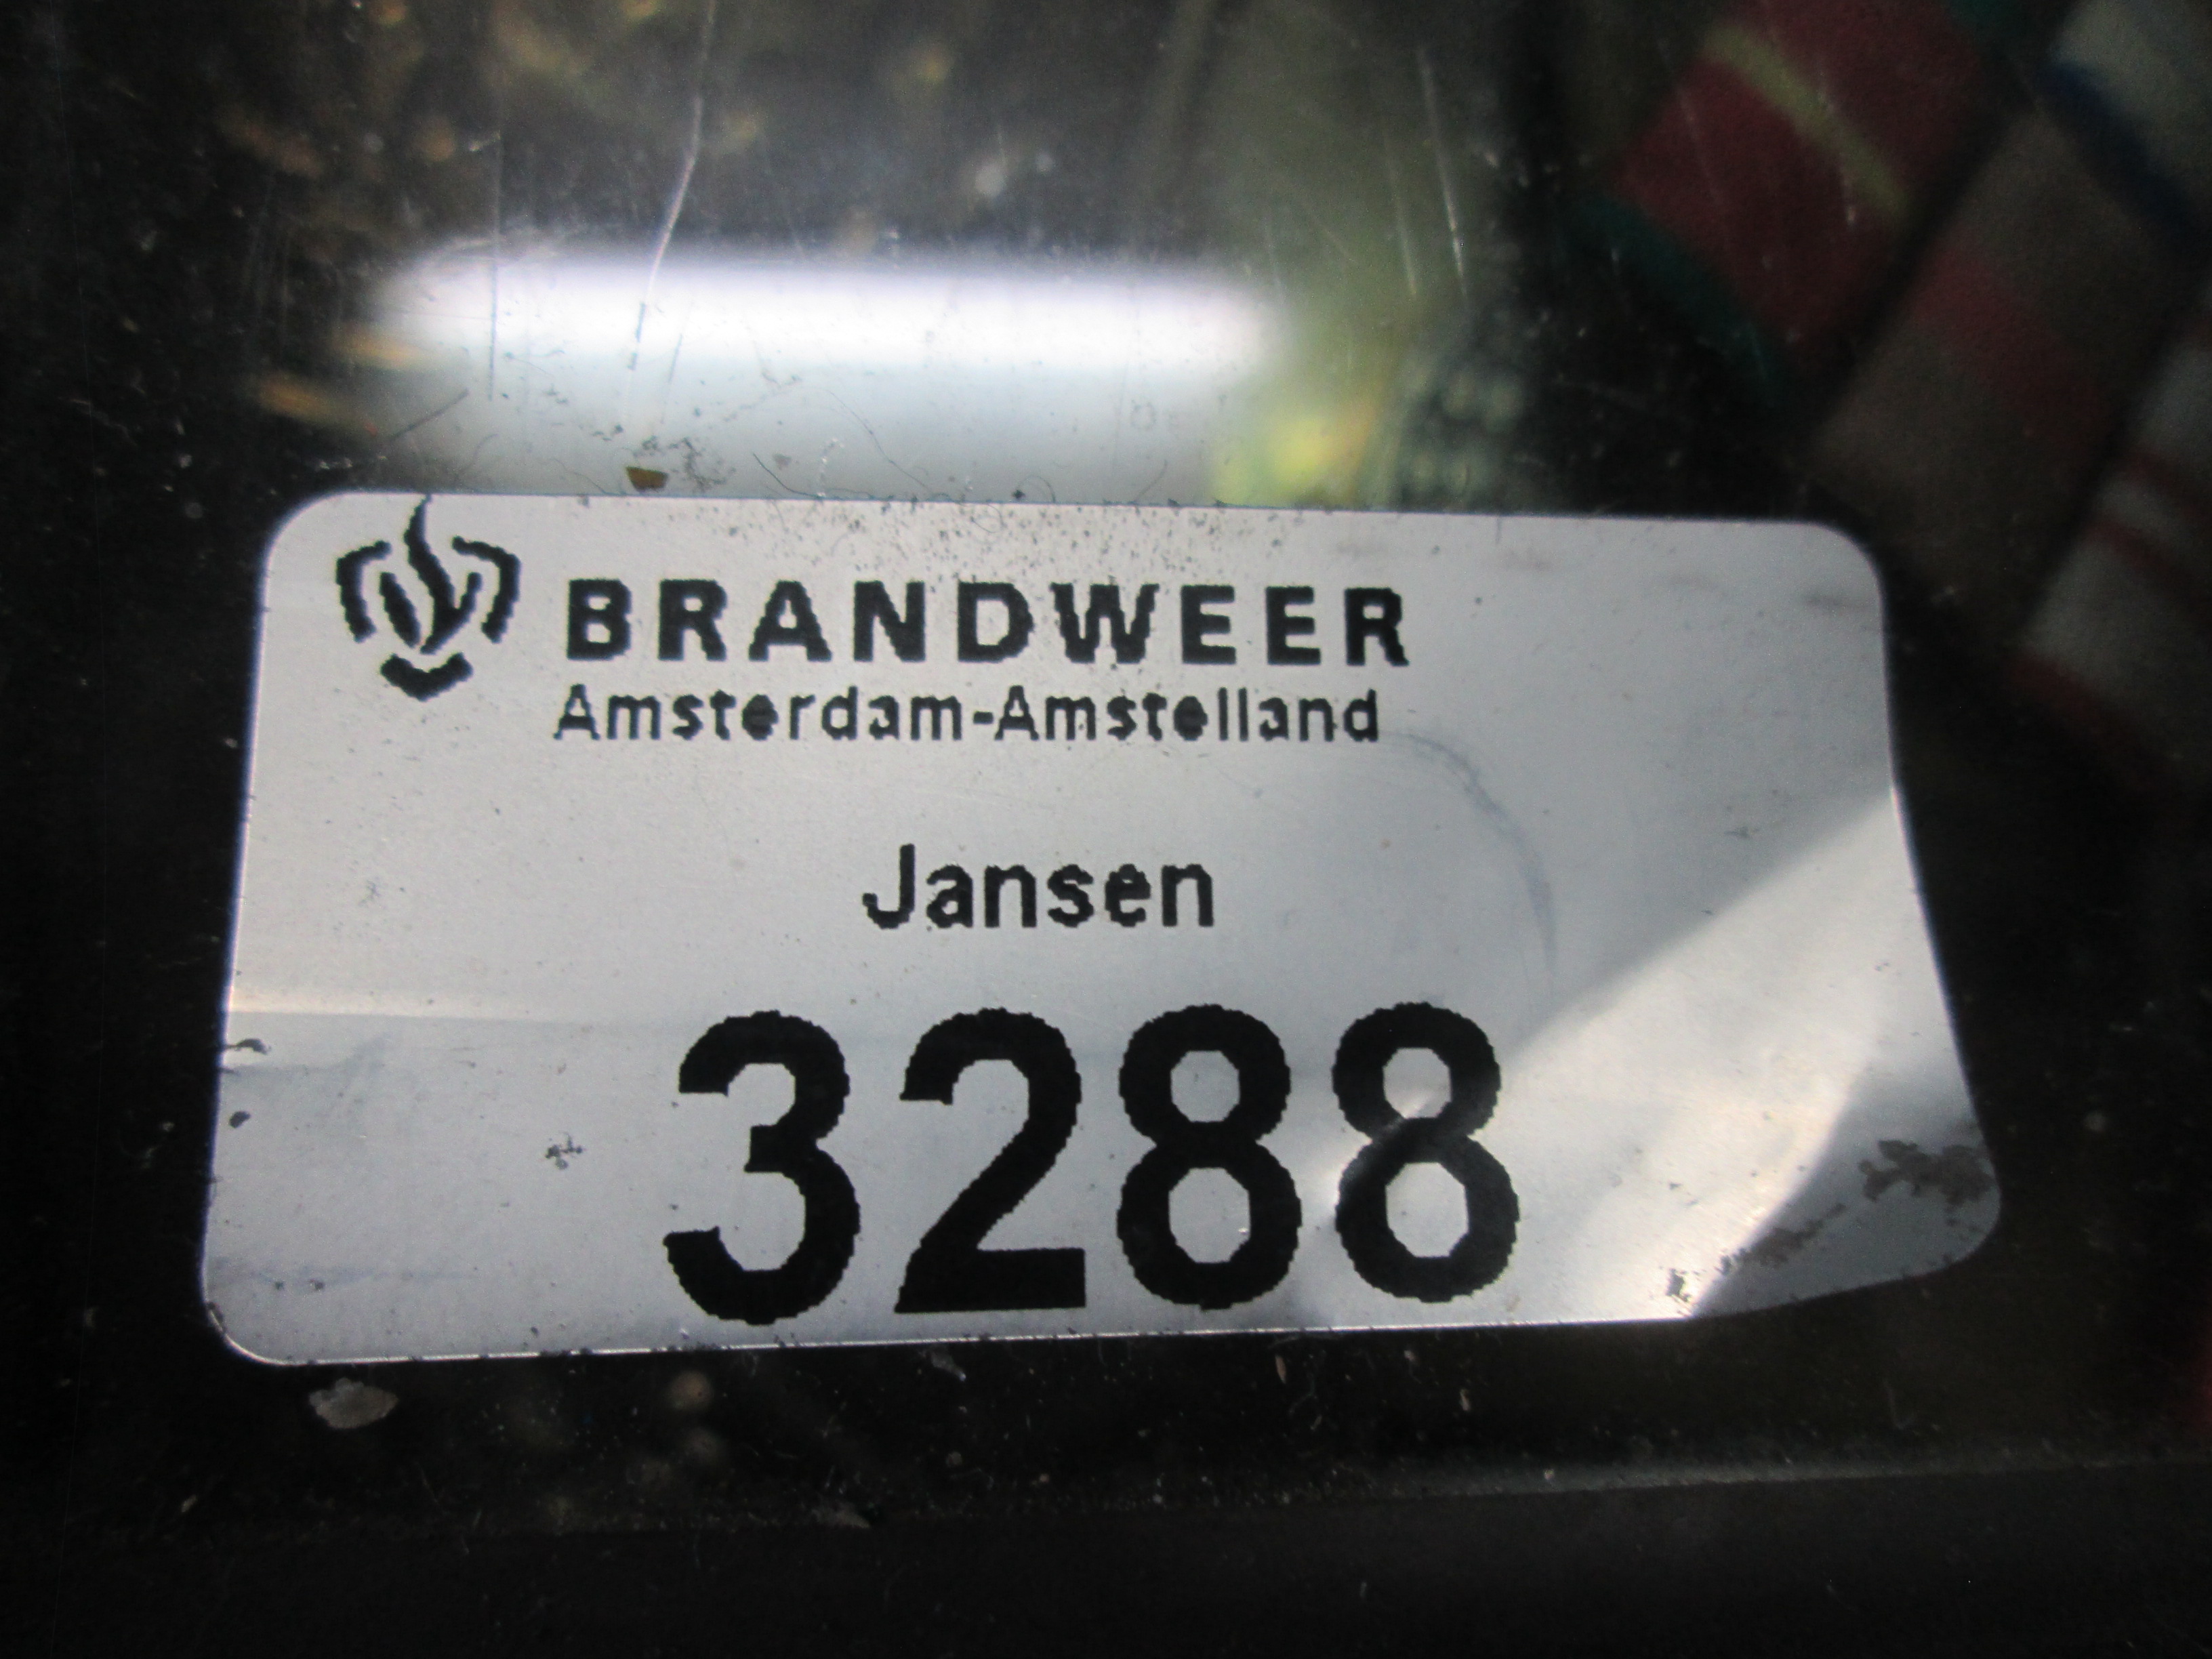 BRANDWEER
Amsterdam-Amstelland
Jansen
3288